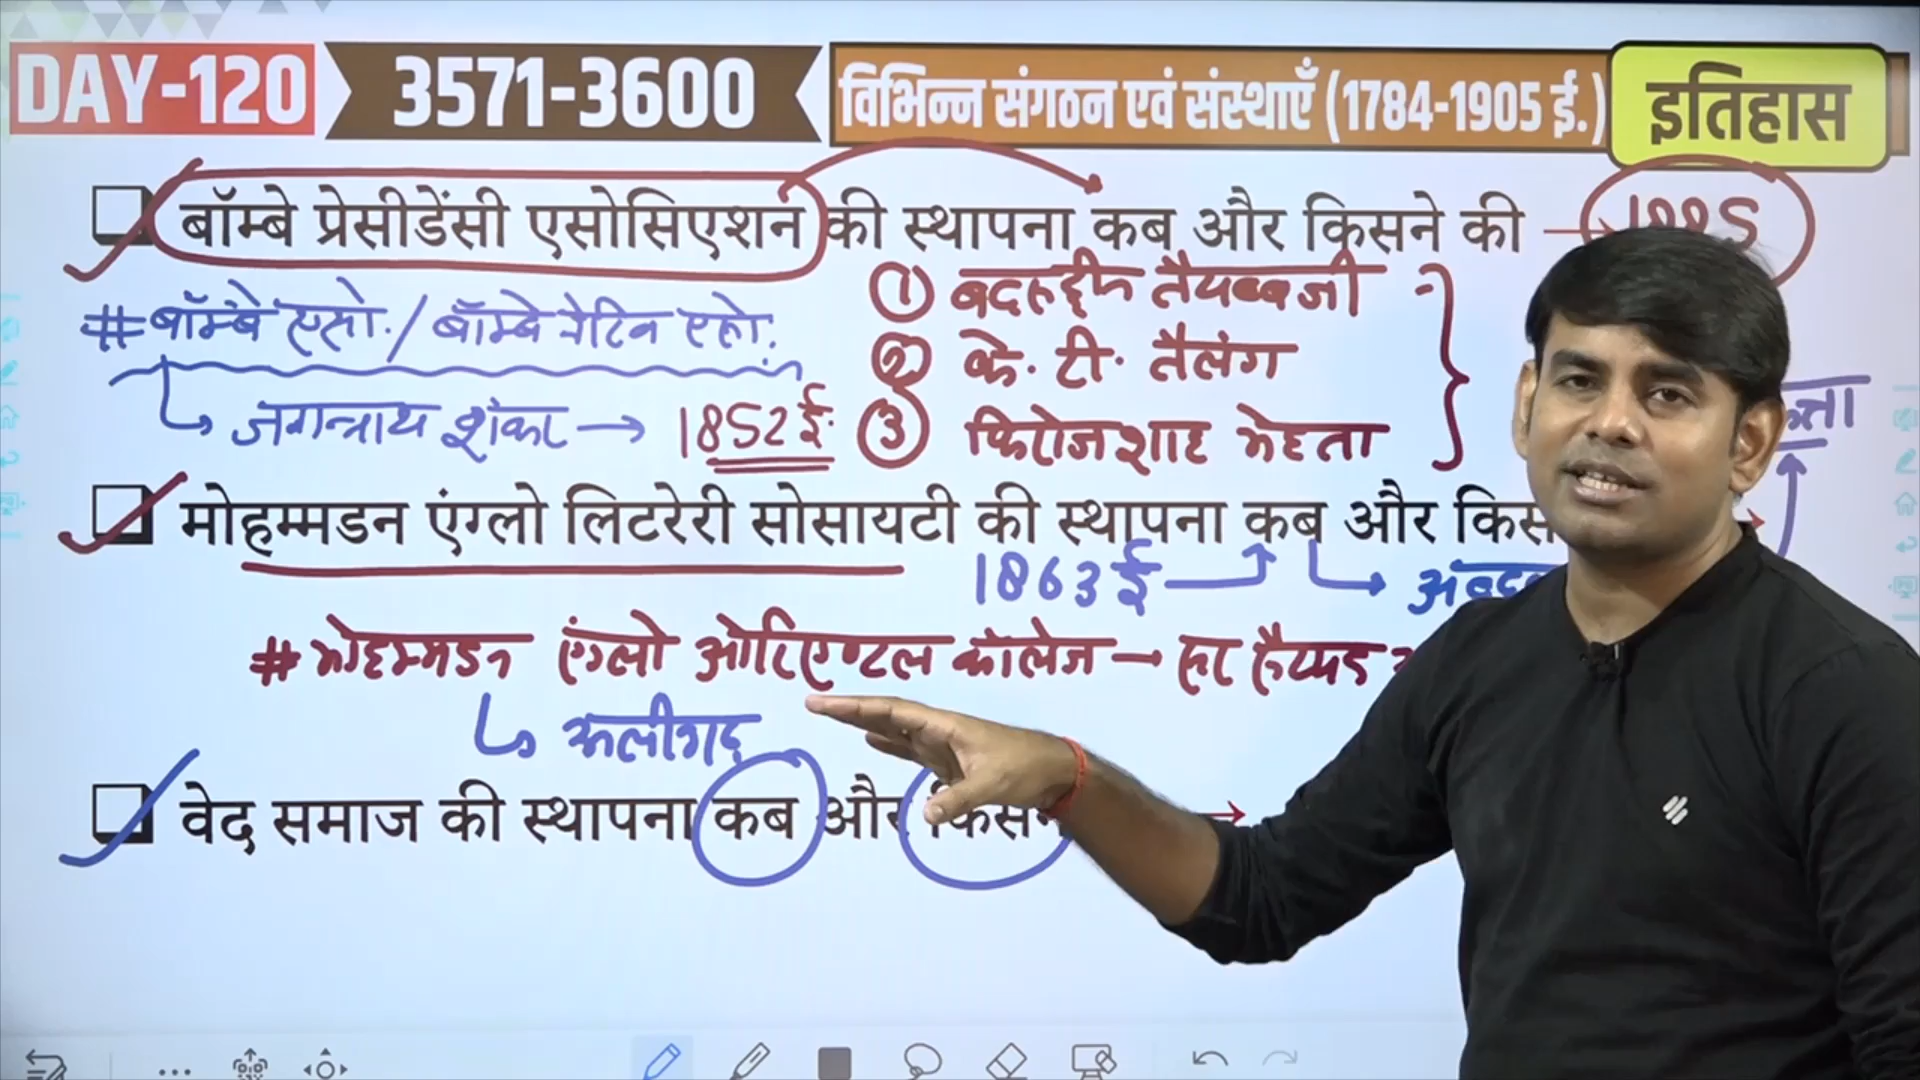 DAY-120 3571-3600 विभिन्न संगठन एवं संस्थाएँ (1784-1905 ई.) इतिहास
बॉम्बे प्रेसीडेंसी एसोसिएशन की स्थापना कब और किसने की → 1885
① बदरुद्दीन तैय्यब जी
# बॉम्बे एसो. / बॉम्बे नेटिव एसो.
② के. टी. तैलंग
↳ जगन्नाथ शंकर → 1852 ई.
③ फिरोजशाह मेहता
मोहम्मडन एंग्लो लिटरेरी सोसायटी की स्थापना कब और किस
1863 ई
# मोहम्मडन एंग्लो ओरिएण्टल कॉलेज → सर सैय्यद
↳ अलीगढ़
वेद समाज की स्थापना कब और किसने